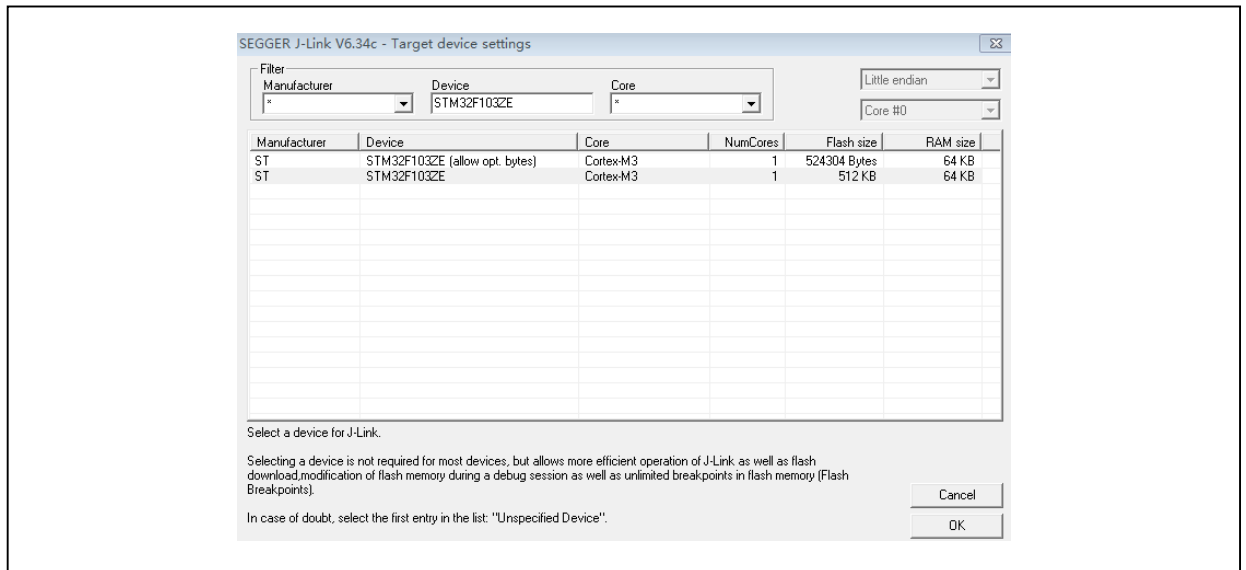 SEGGER J-Link V6.34c - Target device settings
Filter
Manufacturer Device Core
* STM32F103ZE *
Little endian
Core #0
Manufacturer Device Core NumCores Flash size RAM size
ST STM32F103ZE (allow opt. bytes) Cortex-M3 1 524304 Bytes 64 KB
ST STM32F103ZE Cortex-M3 1 512 KB 64 KB
Select a device for J-Link.
Selecting a device is not required for most devices, but allows more efficient operation of J-Link as well as flash
download,modification of flash memory during a debug session as well as unlimited breakpoints in flash memory (Flash
Breakpoints).
In case of doubt, select the first entry in the list: "Unspecified Device".
Cancel
OK